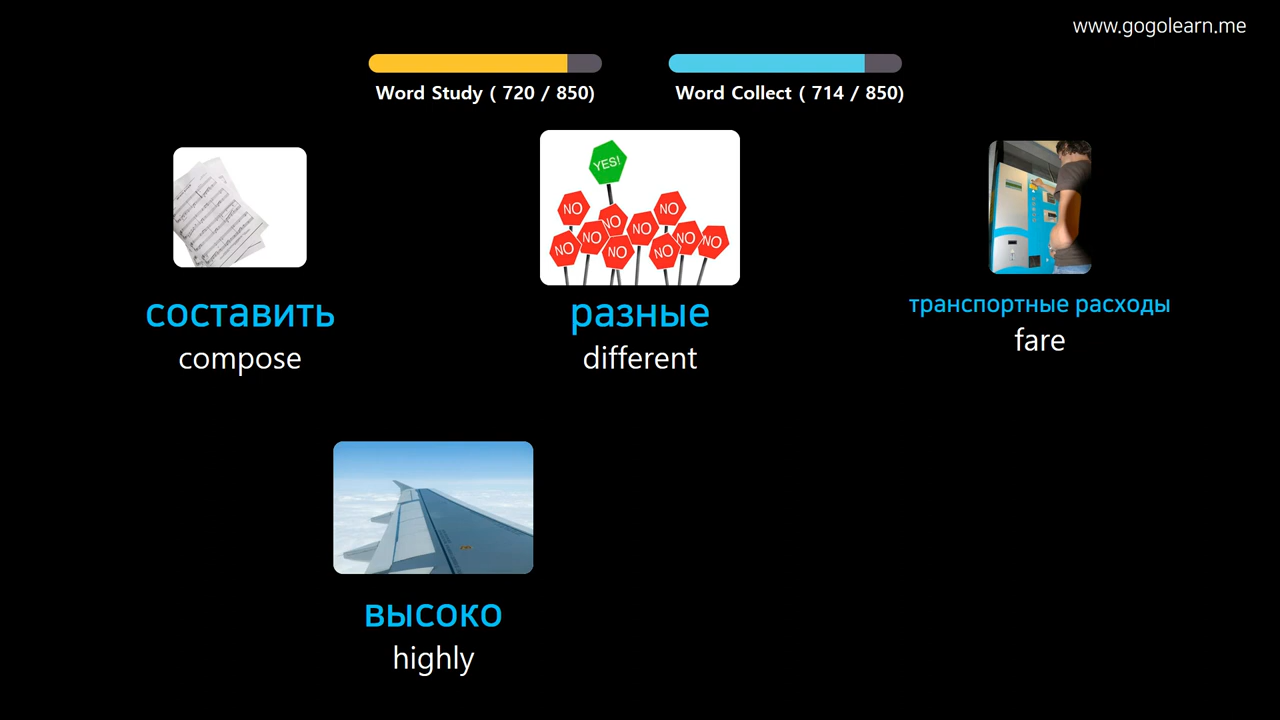 www.gogolearn.me
Word Study ( 720 / 850)
Word Collect ( 714 / 850)
YES!
NO
NO
NO
NO
NO
NO
NO
NO
NO
NO
составить
compose
разные
different
транспортные расходы
fare
высоко
highly